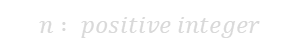 n : positive integer